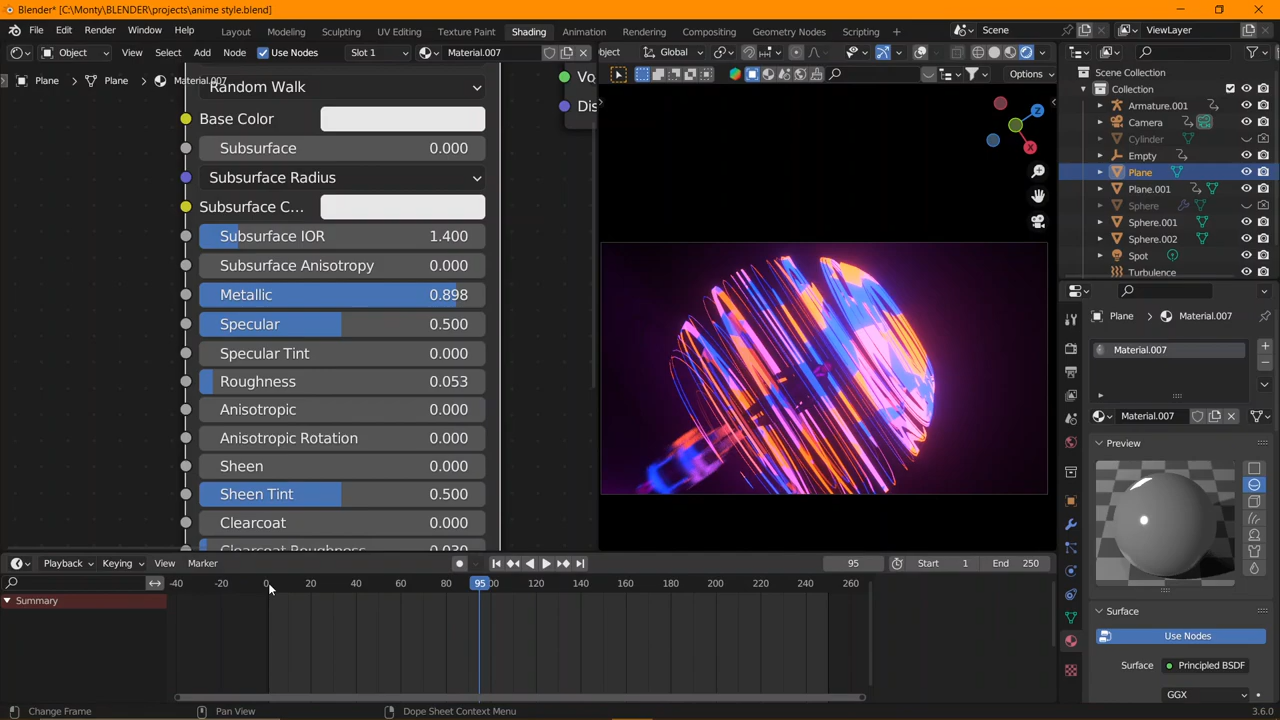 Blender* [C:\Monty\BLENDER\projects\anime style.blend]
File Edit Render Window Help Layout Modeling Sculpting UV Editing Texture Paint Shading Animation Rendering Compositing Geometry Nodes Scripting Scene ViewLayer
Object View Select Add Node Use Nodes Slot 1 Material.007 bject Global
Plane Plane Material.007
Options
Random Walk
Base Color
Subsurface 0.000
Subsurface Radius
Subsurface C...
Subsurface IOR 1.400
Subsurface Anisotropy 0.000
Metallic 0.898
Specular 0.500
Specular Tint 0.000
Roughness 0.053
Anisotropic 0.000
Anisotropic Rotation 0.000
Sheen 0.000
Sheen Tint 0.500
Clearcoat 0.000
Clearcoat Roughness 0.030
Vo
Dis
Z
X
Scene Collection
Collection
Armature.001
Camera
Cylinder
Empty
Plane
Plane.001
Sphere
Sphere.001
Sphere.002
Spot
Turbulence
Plane Material.007
Material.007
Material.007
Preview
Surface
Use Nodes
Surface Principled BSDF
GGX
Playback Keying View Marker 95 Start 1 End 250
-40 -20 0 20 40 60 80 95 00 120 140 160 180 200 220 240 260
Summary
Change Frame Pan View Dope Sheet Context Menu 3.6.0